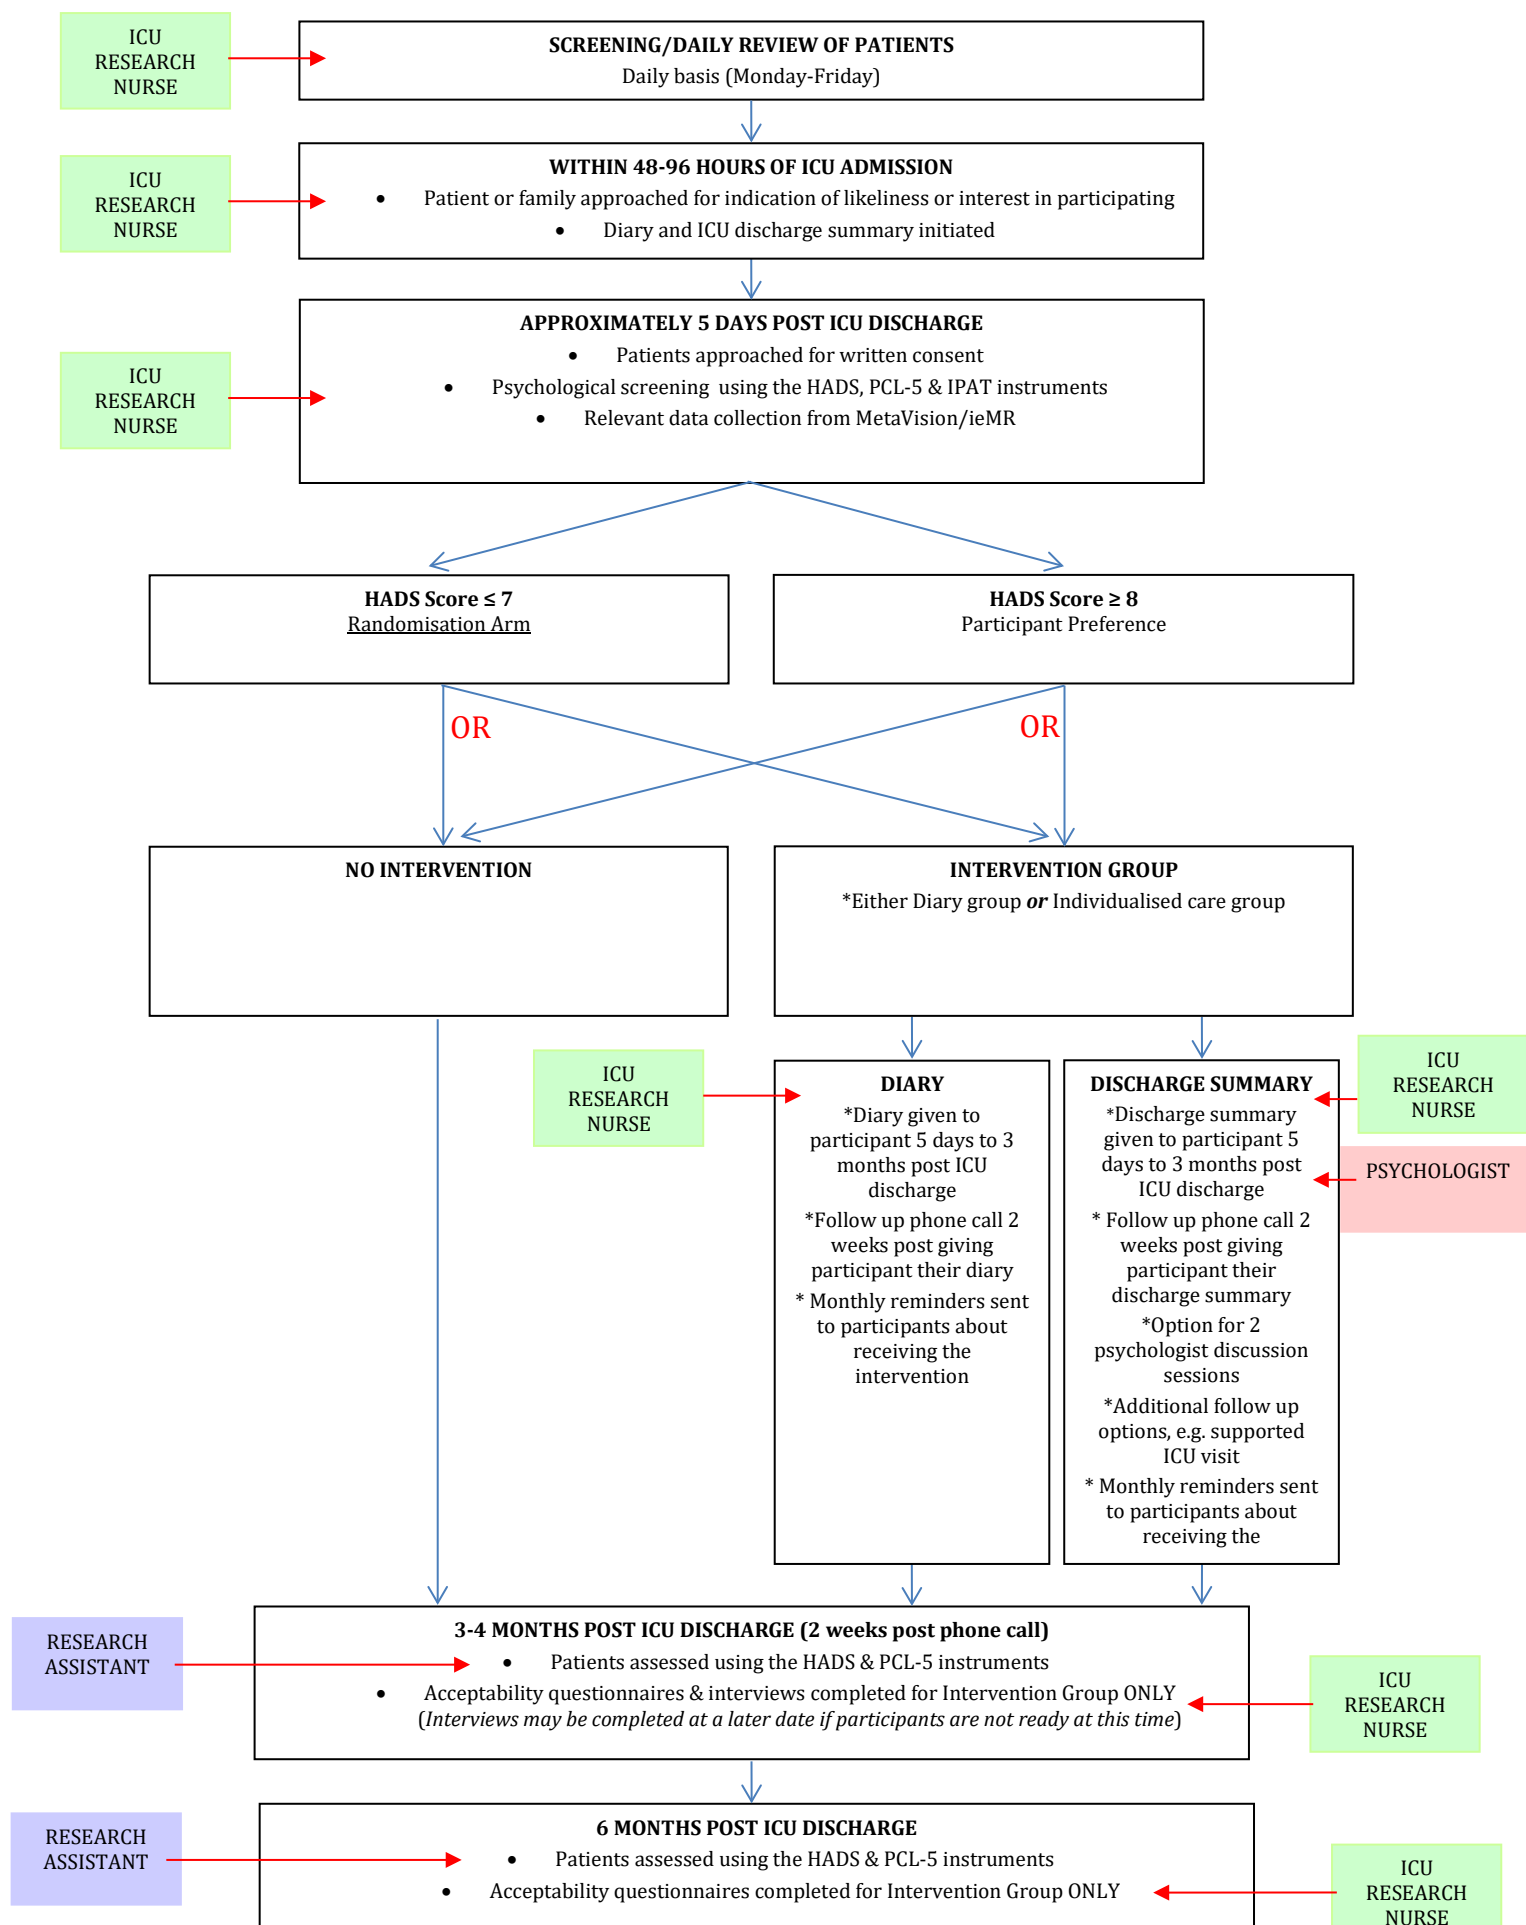 ICU
RESEARCH
NURSE
SCREENING/DAILY REVIEW OF PATIENTS
Daily basis (Monday-Friday)
ICU
RESEARCH
NURSE
WITHIN 48-96 HOURS OF ICU ADMISSION
• Patient or family approached for indication of likeliness or interest in participating
• Diary and ICU discharge summary initiated
ICU
RESEARCH
NURSE
APPROXIMATELY 5 DAYS POST ICU DISCHARGE
• Patients approached for written consent
• Psychological screening using the HADS, PCL-5 & IPAT instruments
• Relevant data collection from MetaVision/ieMR
HADS Score ≤ 7
Randomisation Arm
HADS Score ≥ 8
Participant Preference
OR
OR
NO INTERVENTION
INTERVENTION GROUP
*Either Diary group or Individualised care group
ICU
RESEARCH
NURSE
DIARY
*Diary given to
participant 5 days to 3
months post ICU
discharge
*Follow up phone call 2
weeks post giving
participant their diary
* Monthly reminders sent
to participants about
receiving the
intervention
DISCHARGE SUMMARY
*Discharge summary
given to participant 5
days to 3 months post
ICU discharge
* Follow up phone call 2
weeks post giving
participant their
discharge summary
*Option for 2
psychologist discussion
sessions
*Additional follow up
options, e.g. supported
ICU visit
* Monthly reminders sent
to participants about
receiving the
ICU
RESEARCH
NURSE
PSYCHOLOGIST
RESEARCH
ASSISTANT
3-4 MONTHS POST ICU DISCHARGE (2 weeks post phone call)
• Patients assessed using the HADS & PCL-5 instruments
• Acceptability questionnaires & interviews completed for Intervention Group ONLY
(Interviews may be completed at a later date if participants are not ready at this time)
ICU
RESEARCH
NURSE
RESEARCH
ASSISTANT
6 MONTHS POST ICU DISCHARGE
• Patients assessed using the HADS & PCL-5 instruments
• Acceptability questionnaires completed for Intervention Group ONLY
ICU
RESEARCH
NURSE